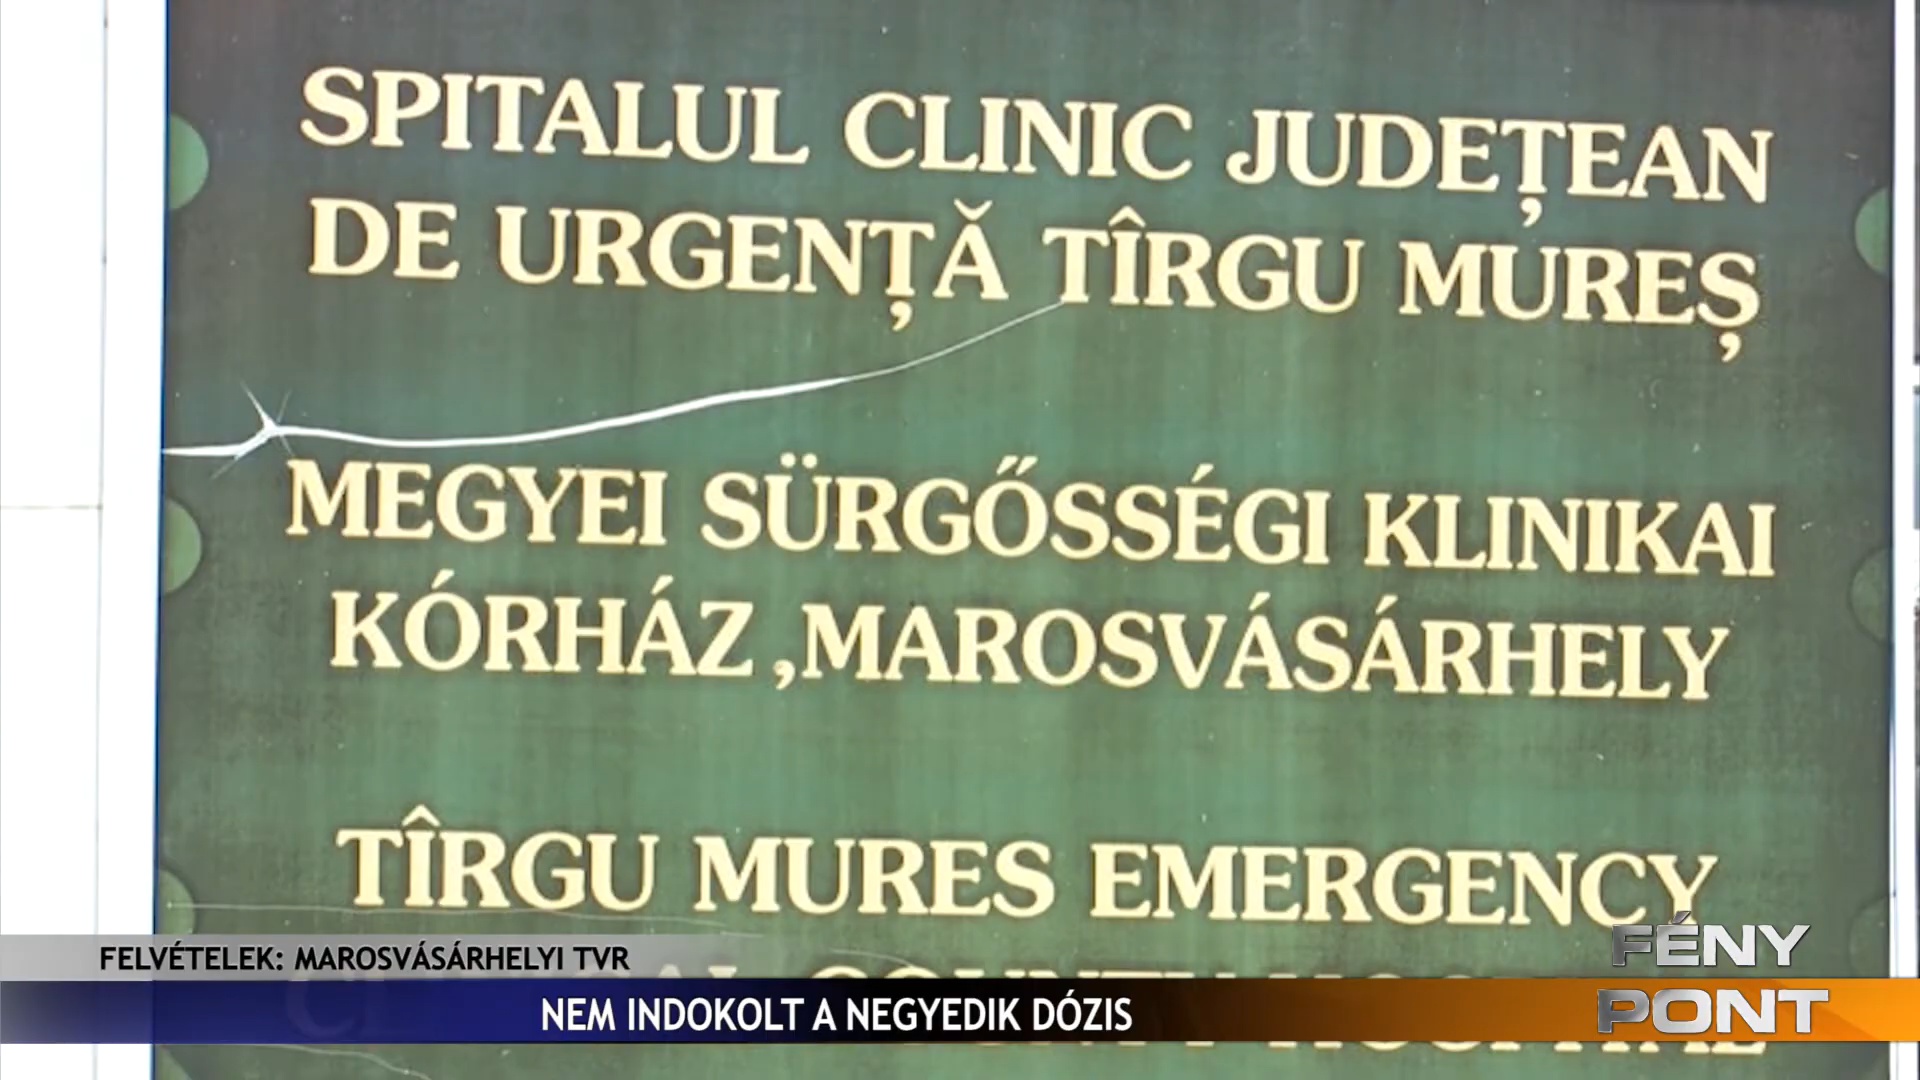 SPITALUL CLINIC JUDEȚEAN
DE URGENȚĂ TÎRGU MUREȘ
MEGYEI SÜRGŐSSÉGI KLINIKAI
KÓRHÁZ ,MAROSVÁSÁRHELY
TÎRGU MURES EMERGENCY
COUNTY
FELVÉTELEK: MAROSVÁSÁRHELYI TVR
NEM INDOKOLT A NEGYEDIK DÓZIS
FÉNY
PONT